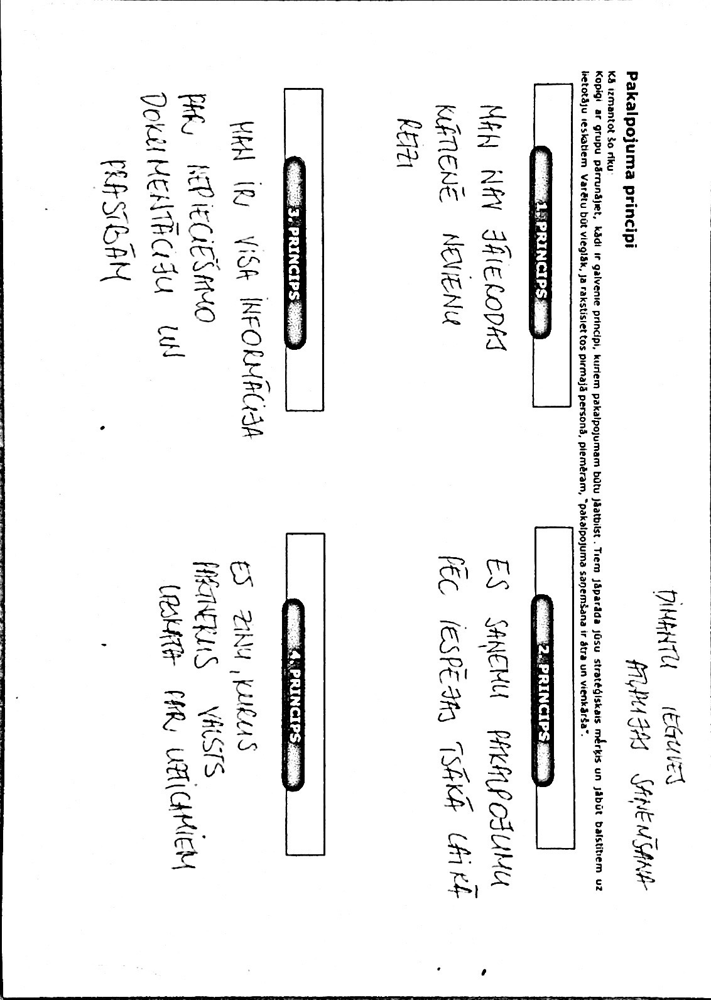 DIMANTU IEGUVES
ATĻAUJAS SAŅEMŠANA
Pakalpojuma principi
Kā izmantot šo rīku
Kopīgi ar grupu pārrunājiet, kādi ir galvenie principi, kuriem pakalpojumam būtu jāatbilst. Tiem jāparāda jūsu stratēģiskais mērķis un jābūt balstītiem uz
lietotāju ieskatiem Varētu būt vieglāk, ja rakstīsiet tos pirmajā personā, piemēram, "pakalpojuma saņemšana ir ātra un vienkārša".
1. PRINCIPS
MAN NAV JĀIERODAS
KLĀTIENĒ NEVIENU
REIZI
2. PRINCIPS
ES SAŅEMU PAKALPOJUMU
PĒC IESPĒJAS ĪSĀKĀ LAIKĀ
3. PRINCIPS
MAN IR VISA INFORMĀCIJA
PAR NEPIECIEŠAMO
DOKUMENTĀCIJU UN
PRASĪBĀM
4. PRINCIPS
ES ZINU, KURUS
PARTNERUS VALSTS
UZSKATA PAR UZTICAMIEM